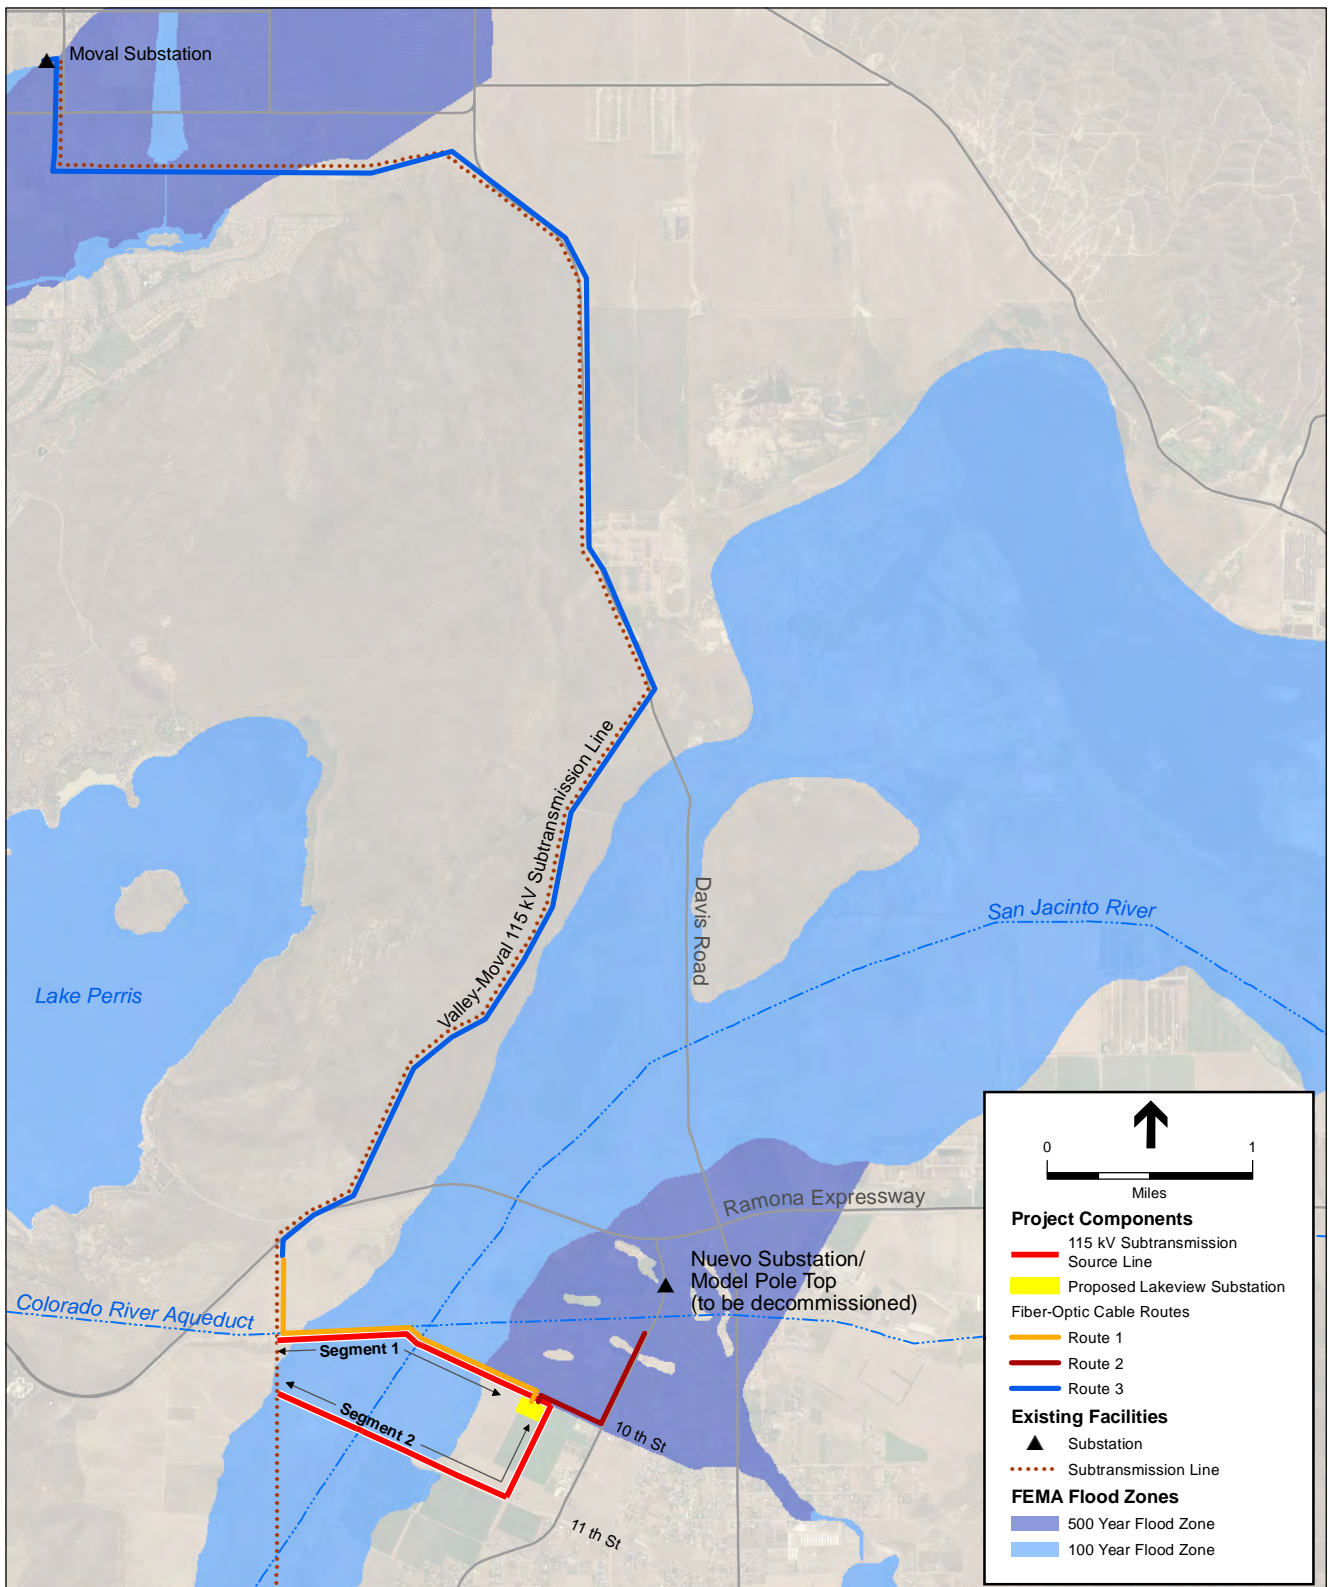 Moval Substation
Valley-Moval 115 kV Subtransmission Line
Davis Road
San Jacinto River
Lake Perris
Ramona Expressway
Nuevo Substation/
Model Pole Top
(to be decommissioned)
Colorado River Aqueduct
Segment 1
Segment 2
10 th St
11 th St
0 1
Miles
Project Components
115 kV Subtransmission
Source Line
Proposed Lakeview Substation
Fiber-Optic Cable Routes
Route 1
Route 2
Route 3
Existing Facilities
Substation
Subtransmission Line
FEMA Flood Zones
500 Year Flood Zone
100 Year Flood Zone